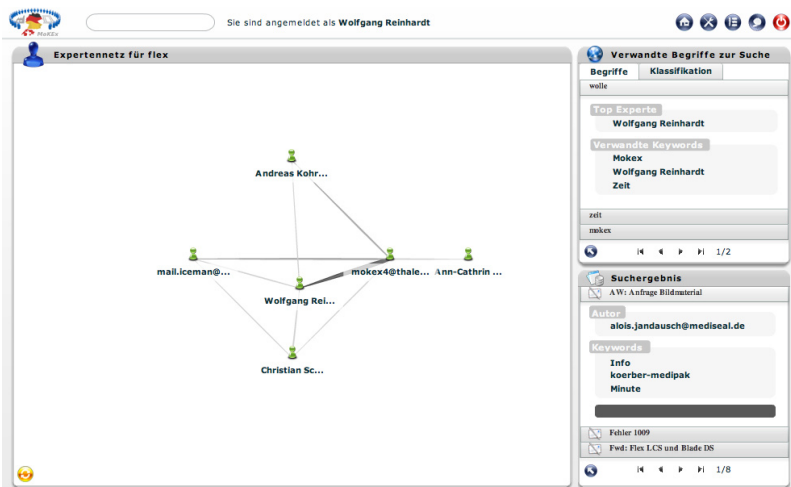 MoKEx
Sie sind angemeldet als Wolfgang Reinhardt
Expertennetz für flex
Andreas Kohr...
mail.iceman@...
mokex4@thale...
Ann-Cathrin ...
Wolfgang Rei...
Christian Sc...
Verwandte Begriffe zur Suche
Begriffe
Klassifikation
wolle
Top Experte
Wolfgang Reinhardt
Verwandte Keywords
Mokex
Wolfgang Reinhardt
Zeit
zeit
mokex
1/2
Suchergebnis
AW: Anfrage Bildmaterial
Autor
alois.jandausch@mediseal.de
Keywords
Info
koerber-medipak
Minute
Fehler 1009
Fwd: Flex LCS und Blade DS
1/8